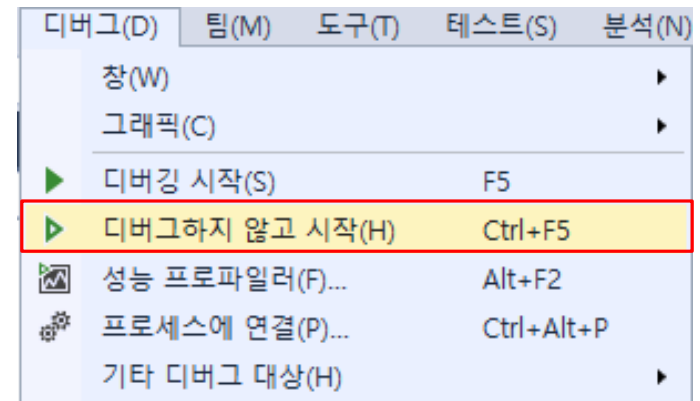 디버그(D) 팀(M) 도구(T) 테스트(S) 분석(N)
창(W)
그래픽(C)
디버깅 시작(S) F5
디버그하지 않고 시작(H) Ctrl+F5
성능 프로파일러(F)... Alt+F2
프로세스에 연결(P)... Ctrl+Alt+P
기타 디버그 대상(H)